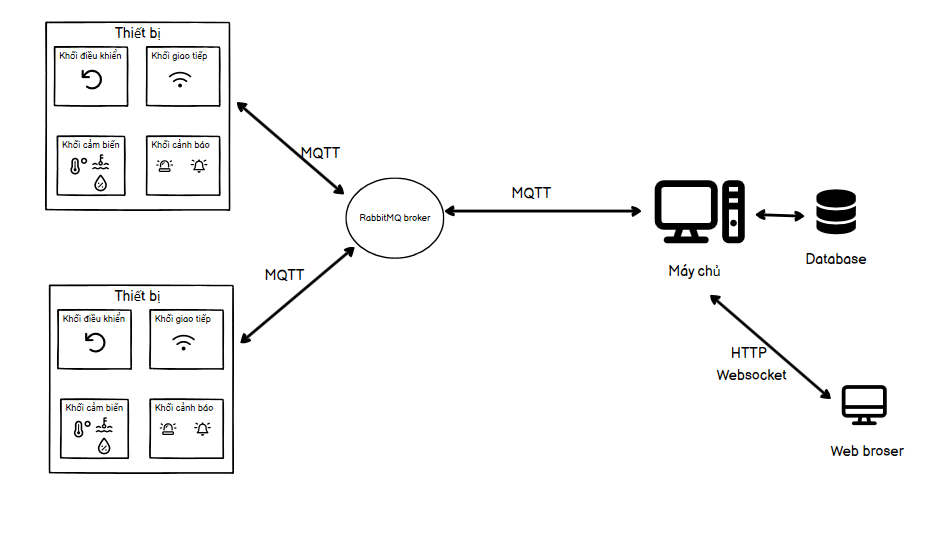 Thiết bị
Khối điều khiển
Khối giao tiếp
Khối cảm biến
Khối cảnh báo
MQTT
RabbitMQ broker
MQTT
Máy chủ
Database
MQTT
Thiết bị
Khối điều khiển
Khối giao tiếp
Khối cảm biến
Khối cảnh báo
HTTP
Websocket
Web broser